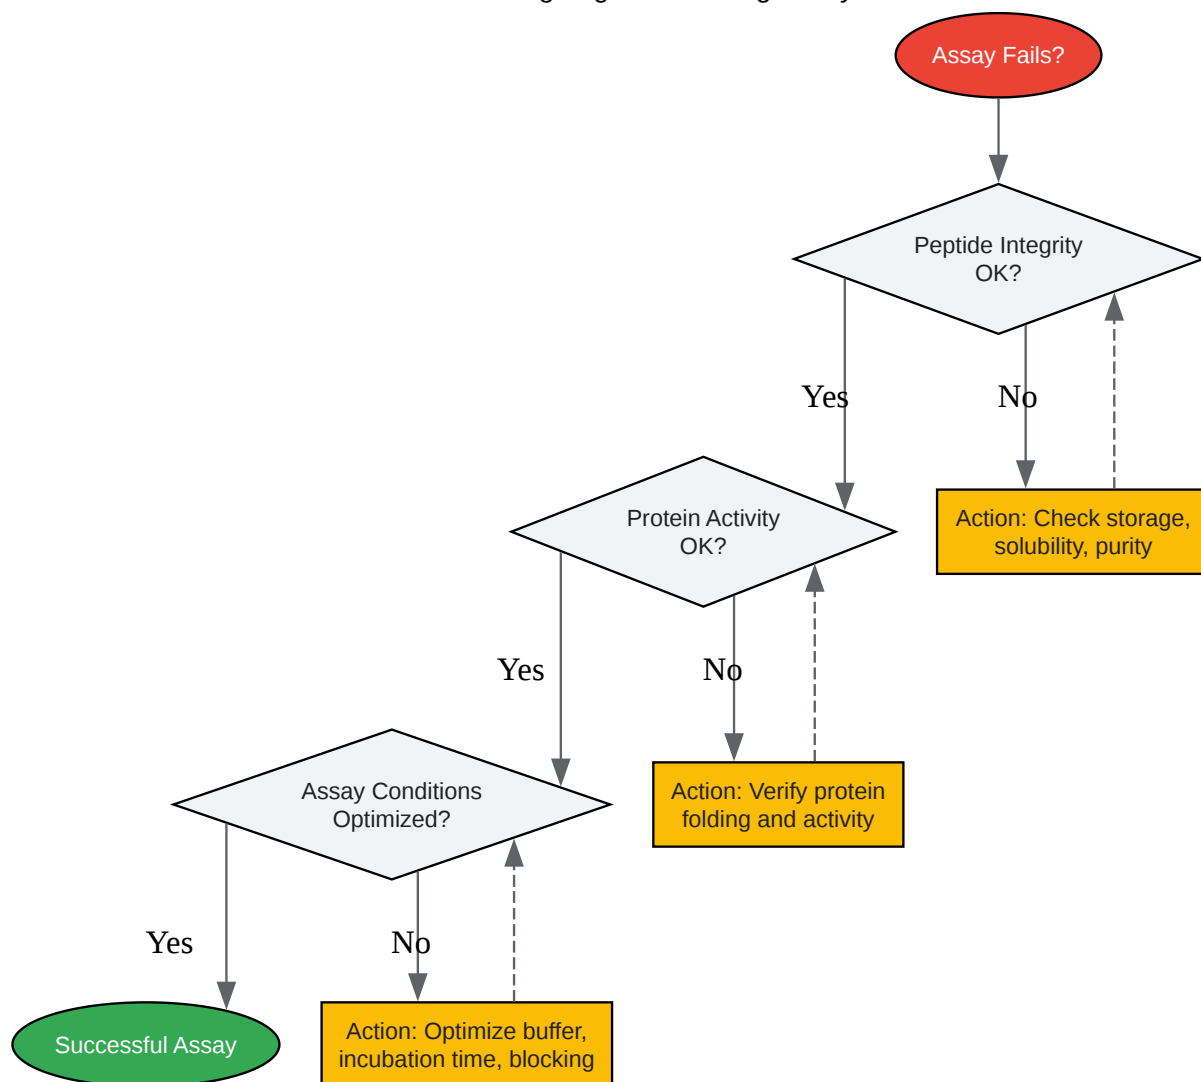 Assay Fails?
Peptide Integrity
OK?
Yes
No
Action: Check storage,
solubility, purity
Protein Activity
OK?
Yes
No
Action: Verify protein
folding and activity
Assay Conditions
Optimized?
Yes
No
Successful Assay
Action: Optimize buffer,
incubation time, blocking